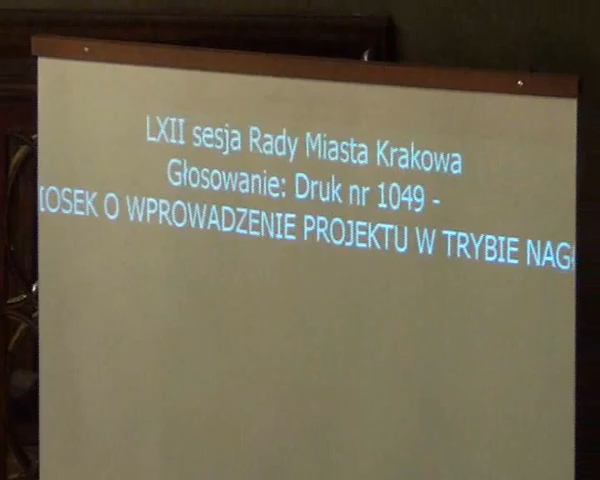 LXII sesja Rady Miasta Krakowa
Głosowanie: Druk nr 1049 -
O WPROWADZENIE PROJEKTU W TRYBIE